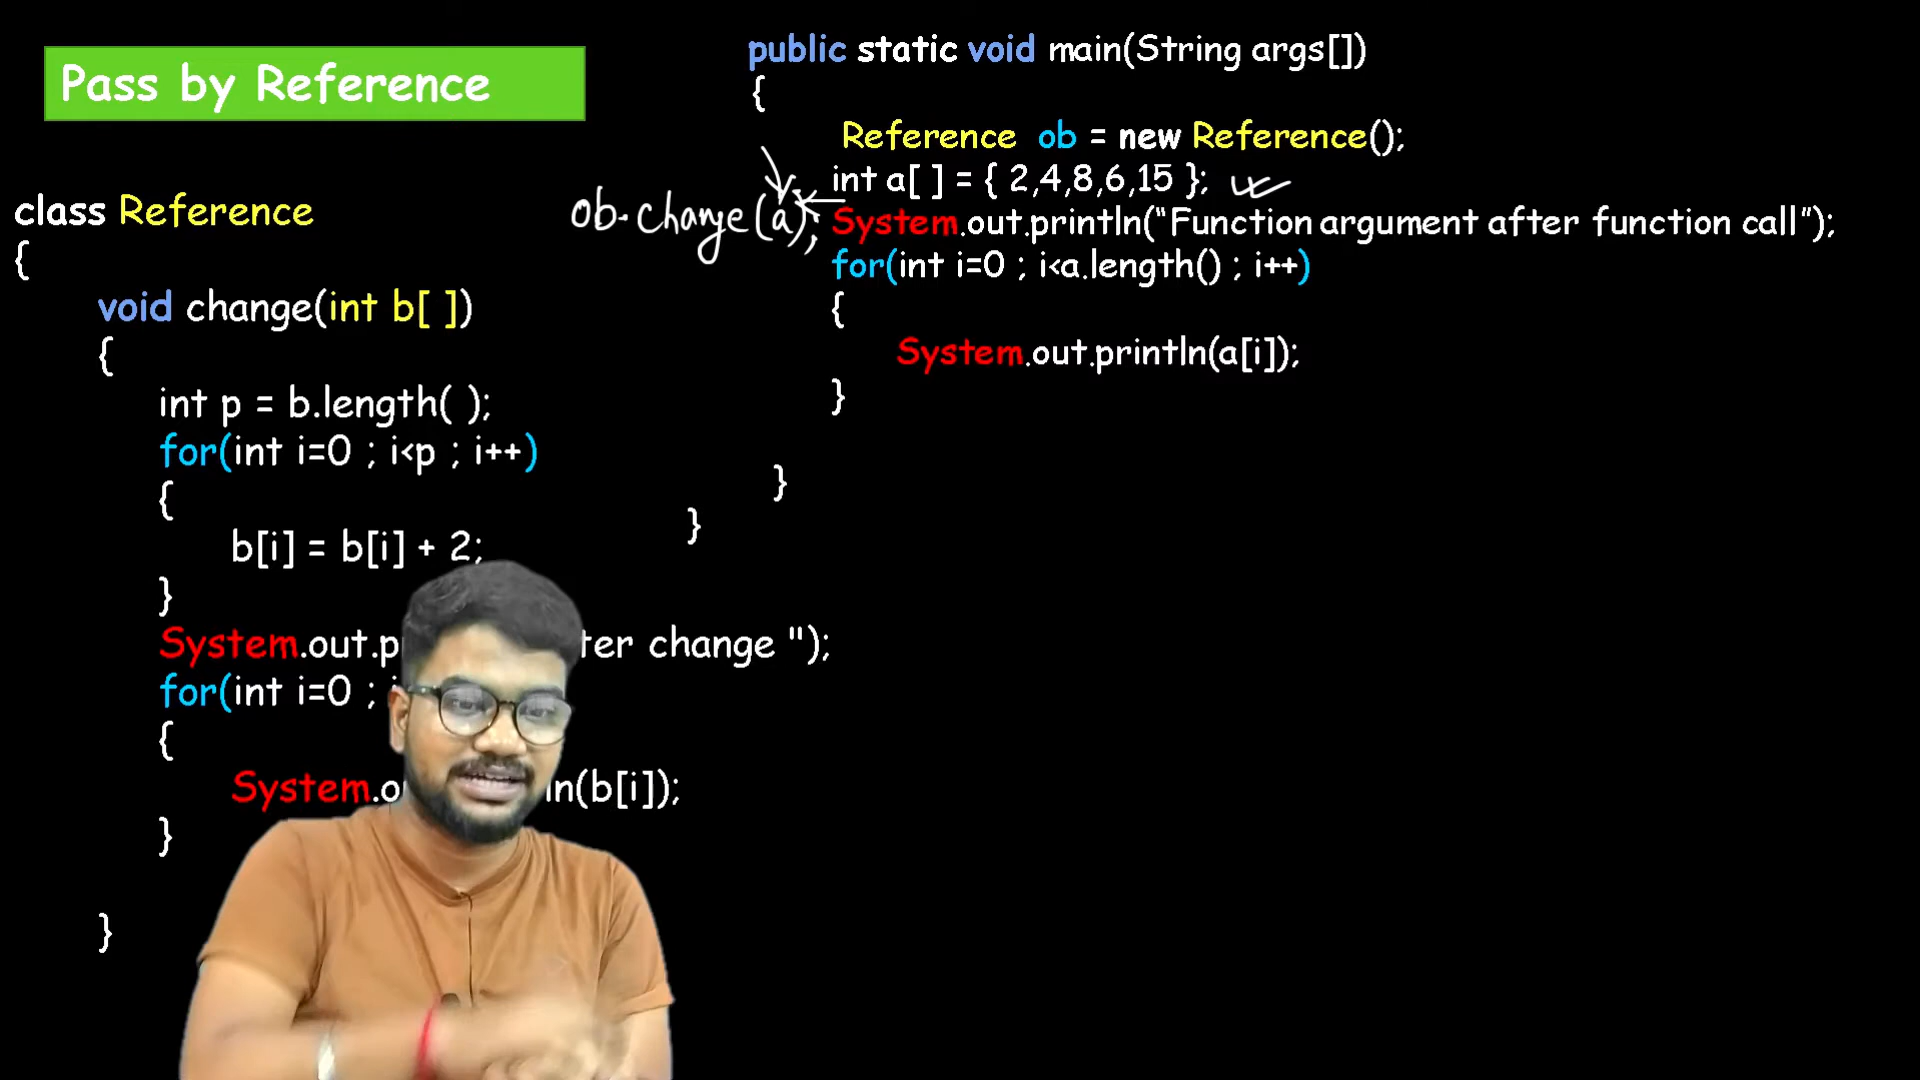 Pass by Reference
class Reference
{
void change(int b[ ])
{
int p = b.length( );
for(int i=0 ; i<p ; i++)
{
b[i] = b[i] + 2;
}
System.out.p ter change ");
for(int i=0 ;
{
System.o ln(b[i]);
}
}
public static void main(String args[])
{
Reference ob = new Reference();
int a[ ] = { 2,4,8,6,15 };
ob.change(a);
System.out.println("Function argument after function call");
for(int i=0 ; i<a.length() ; i++)
{
System.out.println(a[i]);
}
}
}